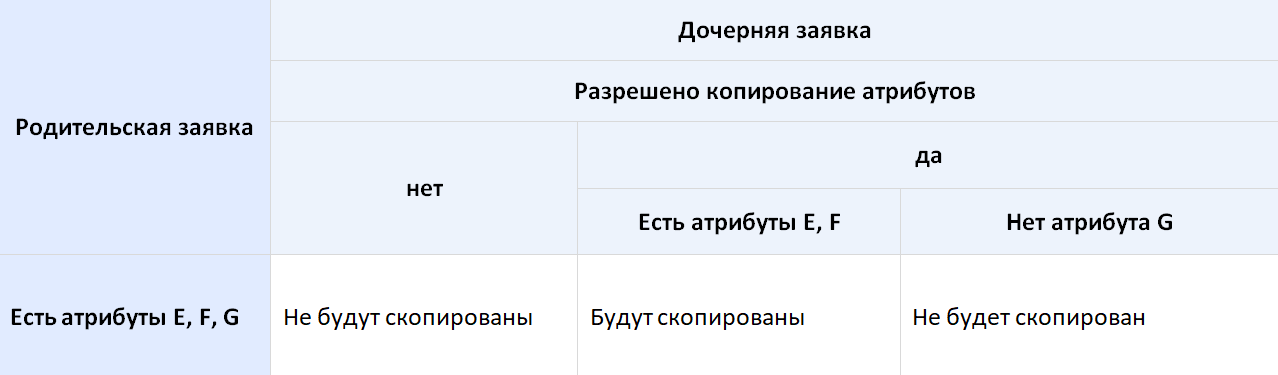 Родительская заявка
Дочерняя заявка
Разрешено копирование атрибутов
нет
да
Есть атрибуты E, F
Нет атрибута G
Есть атрибуты E, F, G
Не будут скопированы
Будут скопированы
Не будет скопирован